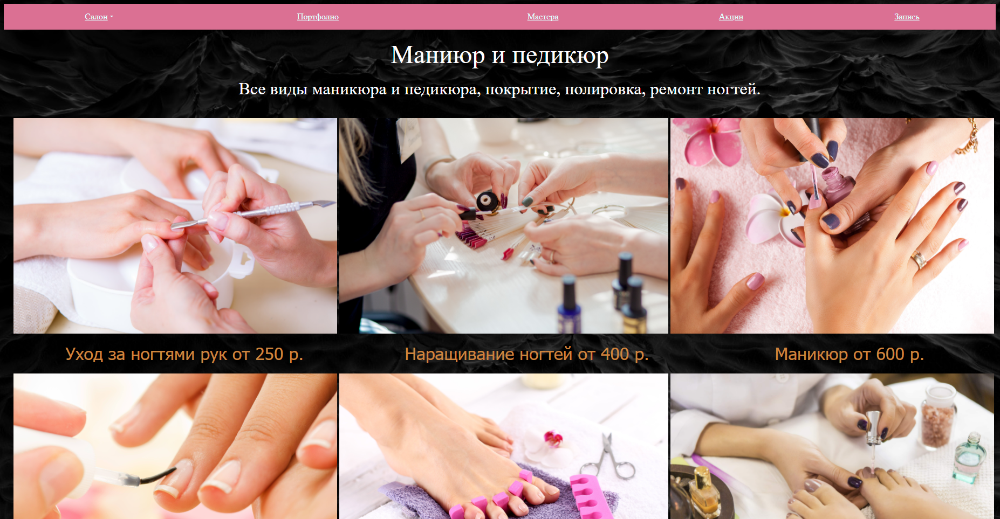 Салон
Портфолио
Мастера
Акции
Запись
Маниюр и педикюр
Все виды маникюра и педикюра, покрытие, полировка, ремонт ногтей.
Уход за ногтями рук от 250 р.
Наращивание ногтей от 400 р.
Маникюр от 600 р.